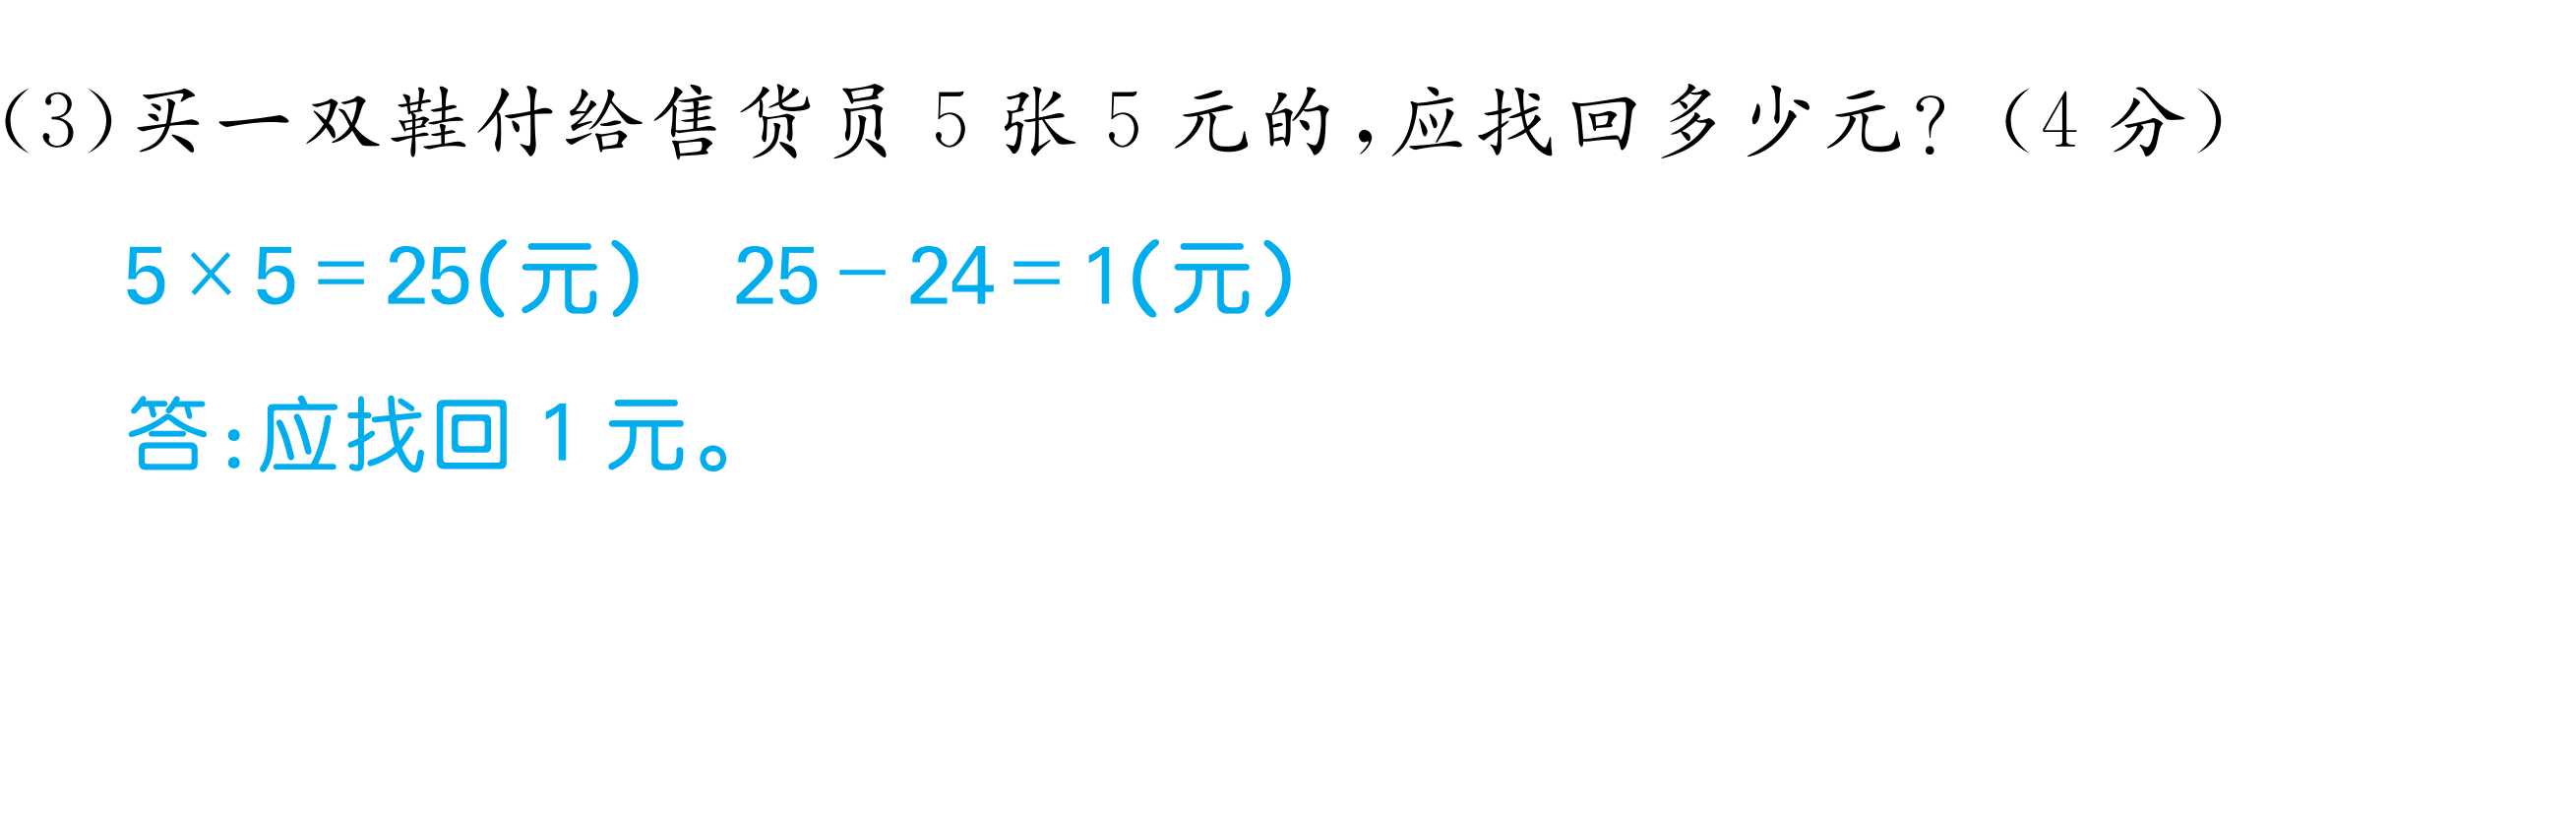 (3)买一双鞋付给售货员 5 张 5 元的,应找回多少元? (4 分)
5×5=25(元) 25-24=1(元)
答:应找回 1 元。